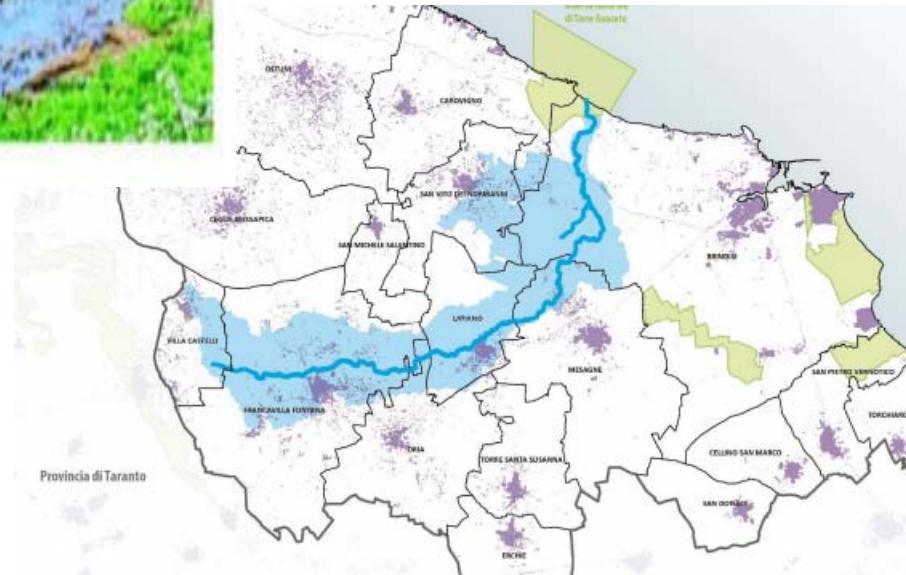 di Torre Guaceto
OSTUNI
CAROVIGNO
SAN VITO DEI NORMANNI
CEGLIE MESSAPICA
SAN MICHELE SALENTINO
BRINDISI
LATIANO
VILLA CASTELLI
MESAGNE
SAN PIETRO VERNOTICO
FRANCAVILLA FONTANA
ORIA
TORRE SANTA SUSANNA
CELLINO SAN MARCO
Provincia di Taranto
SAN DONACI
ERCHIE